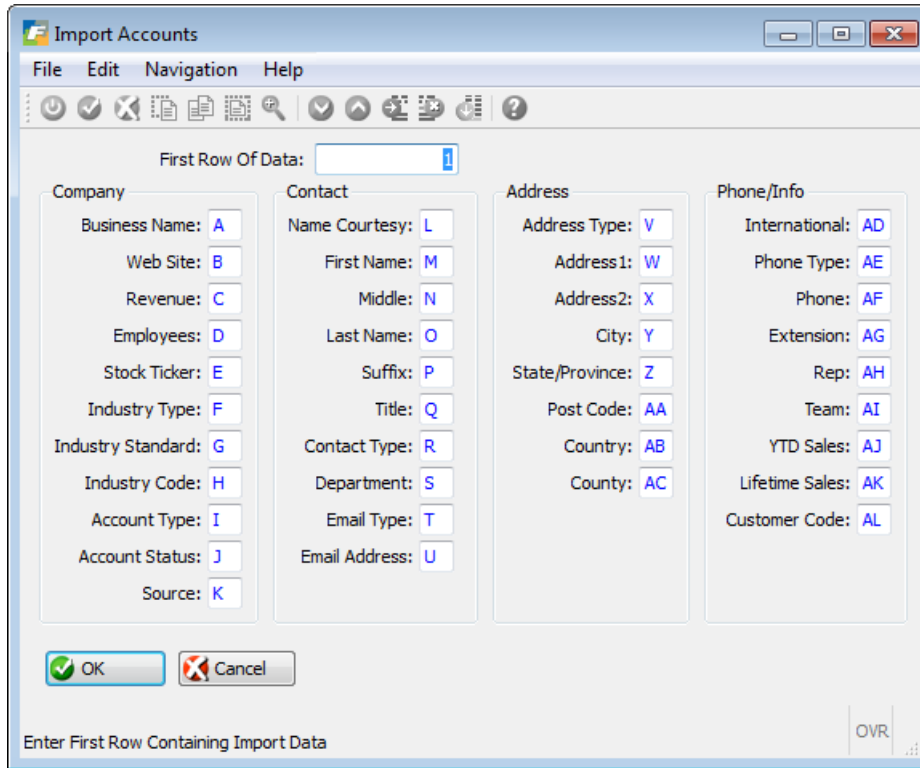 Import Accounts
File Edit Navigation Help
First Row Of Data: 1
Company
Business Name: A
Web Site: B
Revenue: C
Employees: D
Stock Ticker: E
Industry Type: F
Industry Standard: G
Industry Code: H
Account Type: I
Account Status: J
Source: K
Contact
Name Courtesy: L
First Name: M
Middle: N
Last Name: O
Suffix: P
Title: Q
Contact Type: R
Department: S
Email Type: T
Email Address: U
Address
Address Type: V
Address1: W
Address2: X
City: Y
State/Province: Z
Post Code: AA
Country: AB
County: AC
Phone/Info
International: AD
Phone Type: AE
Phone: AF
Extension: AG
Rep: AH
Team: AI
YTD Sales: AJ
Lifetime Sales: AK
Customer Code: AL
OK Cancel
Enter First Row Containing Import Data
OVR